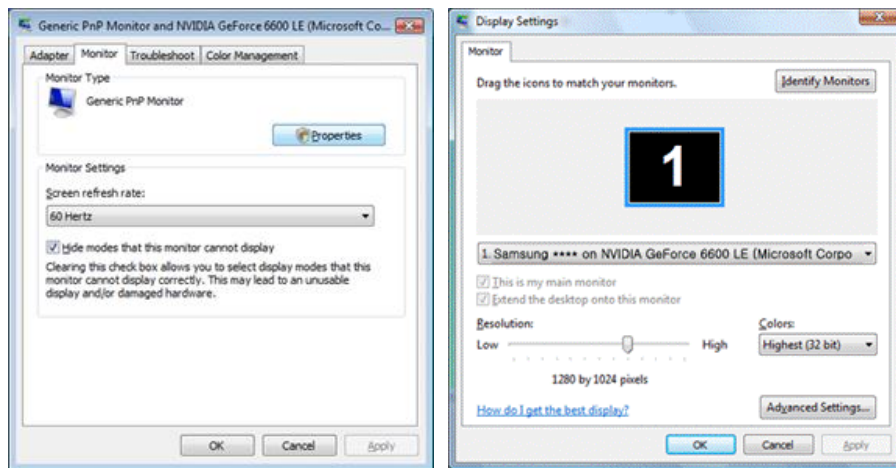 Generic PnP Monitor and NVIDIA GeForce 6600 LE (Microsoft Co...
Adapter Monitor Troubleshoot Color Management
Monitor Type
Generic PnP Monitor
Properties
Monitor Settings
Screen refresh rate:
60 Hertz
Hide modes that this monitor cannot display
Clearing this check box allows you to select display modes that this
monitor cannot display correctly. This may lead to an unusable
display and/or damaged hardware.
OK Cancel Apply
Display Settings
Monitor
Drag the icons to match your monitors.
Identify Monitors
1
1. Samsung **** on NVIDIA GeForce 6600 LE (Microsoft Corpo
This is my main monitor
Extend the desktop onto this monitor
Resolution:
Colors:
Low High
Highest (32 bit)
1280 by 1024 pixels
How do I get the best display?
Advanced Settings...
OK Cancel Apply